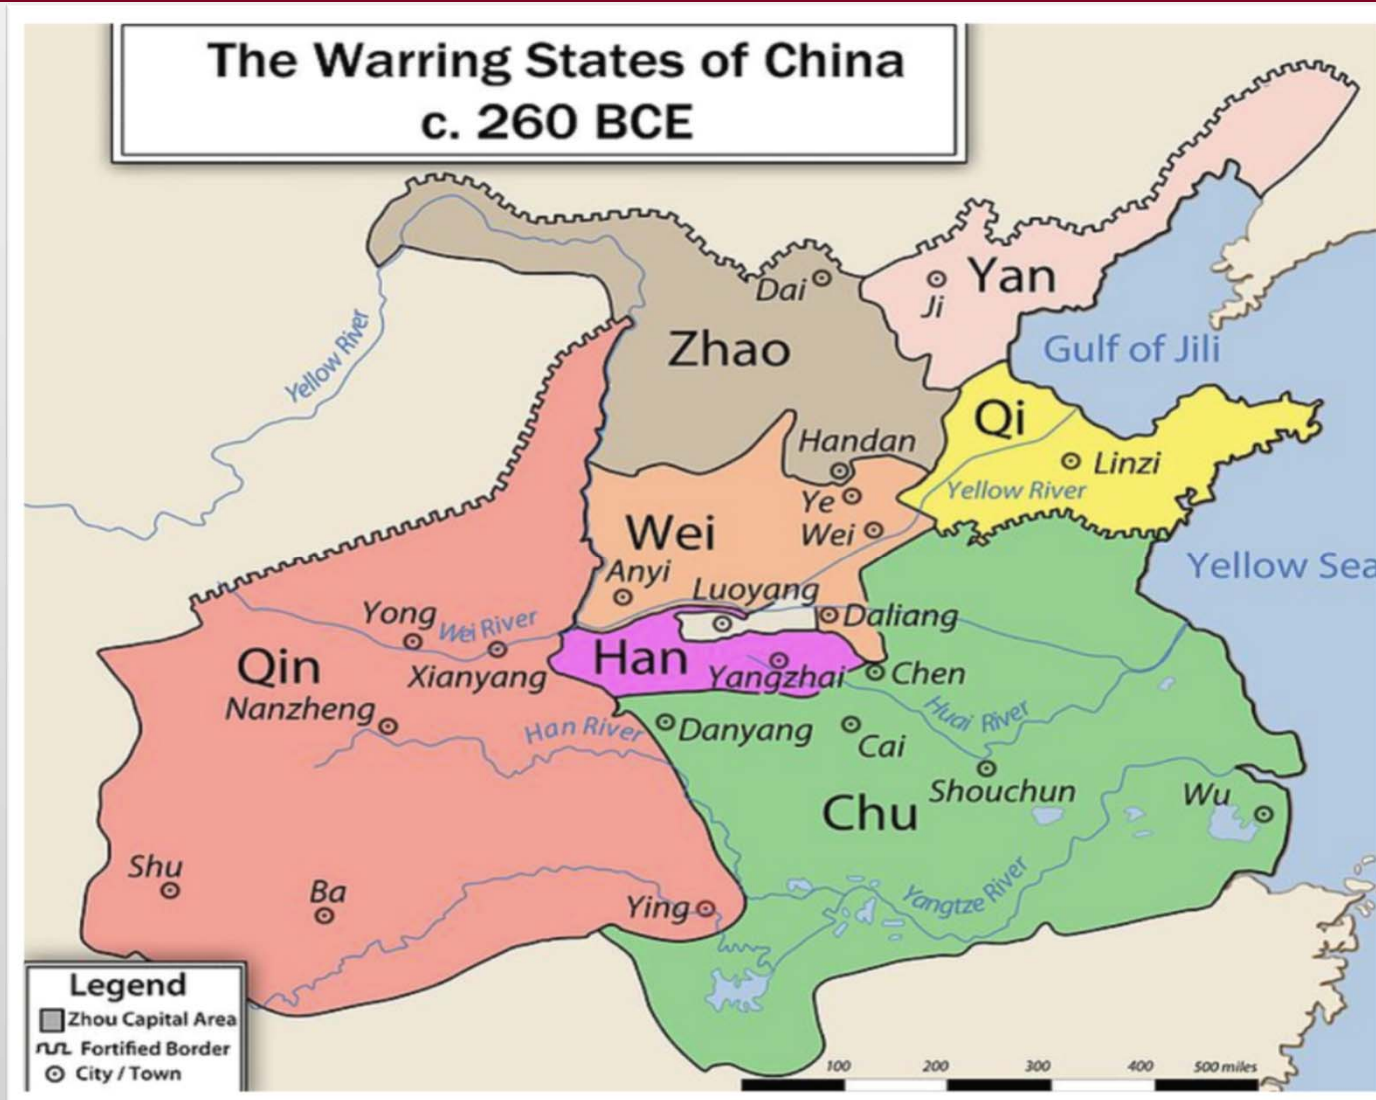 The Warring States of China
c. 260 BCE
Dai
Yan
Ji
Zhao
Yellow River
Gulf of Jili
Qi
Handan
Linzi
Ye
Yellow River
Wei
Wei
Anyi
Luoyang
Yellow Sea
Yong
Wei River
Daliang
Qin
Xianyang
Han
Yangzhai
Chen
Nanzheng
Han River
Danyang
Cai
Huai River
Shouchun
Wu
Chu
Shu
Ba
Ying
Yangtze River
Legend
Zhou Capital Area
Fortified Border
City / Town
100 200 300 400 500 miles